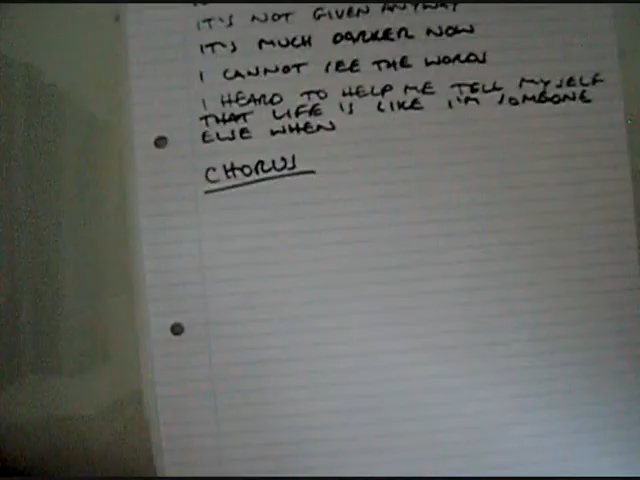 IT'S NOT GIVEN ANYWAY
IT'S MUCH DARKER NOW
I CANNOT SEE THE WORDS
I HEARD TO HELP ME TELL MYSELF
THAT LIFE IS LIKE I'M SOMEONE
ELSE WHEN
CHORUS